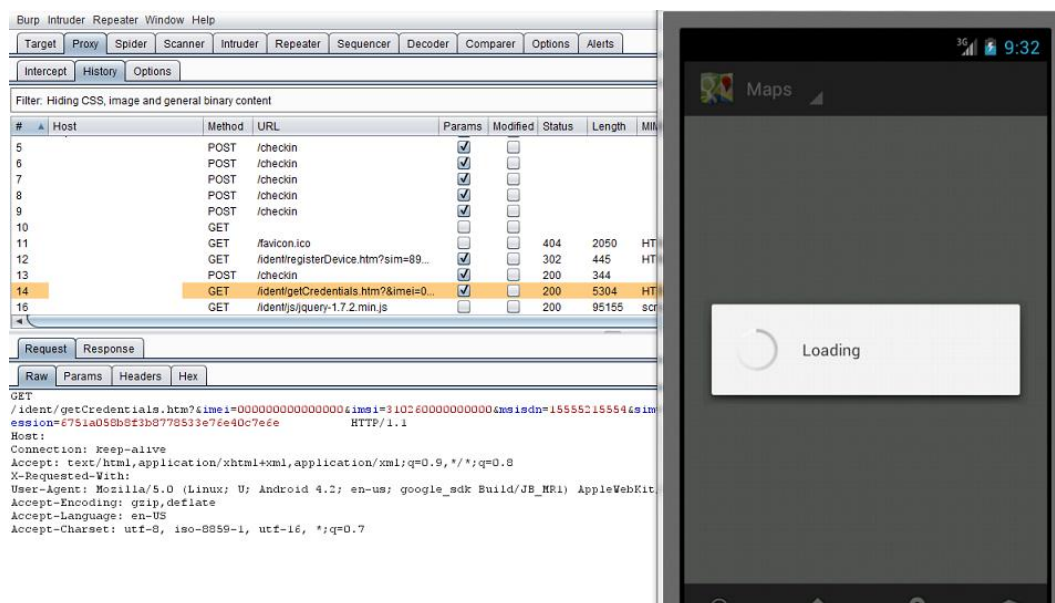 Burp Intruder Repeater Window Help
Target Proxy Spider Scanner Intruder Repeater Sequencer Decoder Comparer Options Alerts
Intercept History Options
Filter: Hiding CSS, image and general binary content
# Host Method URL Params Modified Status Length
5 POST /checkin
6 POST /checkin
7 POST /checkin
8 POST /checkin
9 POST /checkin
10 GET
11 GET /favicon.ico 404 2050 HT
12 GET /ident/registerDevice.htm?sim=89... 302 445 HT
13 POST /checkin 200 344
14 GET /ident/getCredentials.htm?&imei=0... 200 5304 HT
16 GET /ident/js/jquery-1.7.2.min.js 200 95155 scr
Request Response
Raw Params Headers Hex
GET
/ident/getCredentials.htm?&imei=000000000000000&imsi=310260000000000&msisdn=15555215554&sim
ession=6751a058b8f3b8778533e76e40c7e6e HTTP/1.1
Host:
Connection: keep-alive
Accept: text/html,application/xhtml+xml,application/xml;q=0.9,*/*;q=0.8
X-Requested-With:
User-Agent: Mozilla/5.0 (Linux; U; Android 4.2; en-us; google_sdk Build/JB_MR1) AppleWebKit
Accept-Encoding: gzip,deflate
Accept-Language: en-US
Accept-Charset: utf-8, iso-8859-1, utf-16, *;q=0.7
3G 9:32
Maps
Loading